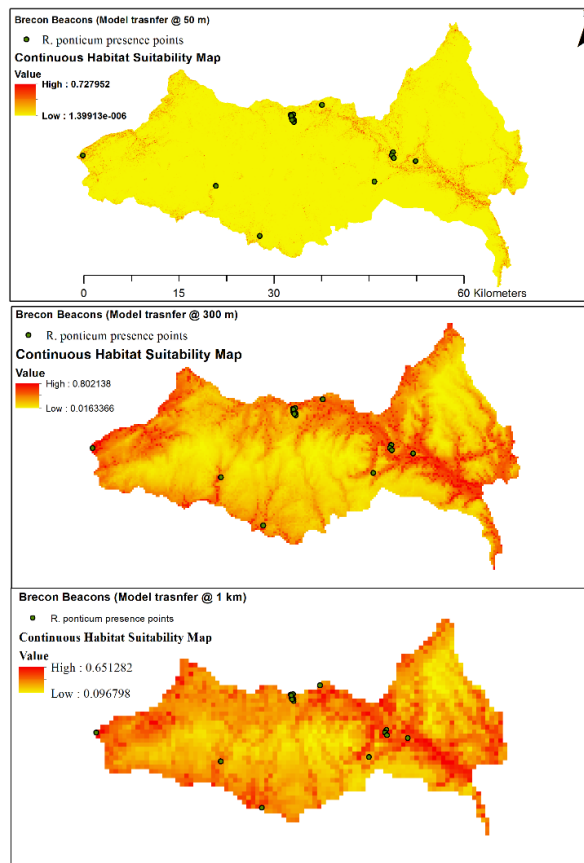 Brecon Beacons (Model trasnfer @ 50 m)
R. ponticum presence points
Continuous Habitat Suitability Map
Value
High : 0.727952
Low : 1.39913e-006
0 15 30 60 Kilometers
Brecon Beacons (Model trasnfer @ 300 m)
R. ponticum presence points
Continuous Habitat Suitability Map
Value
High : 0.802138
Low : 0.0163366
Brecon Beacons (Model trasnfer @ 1 km)
R. ponticum presence points
Continuous Habitat Suitability Map
Value
High : 0.651282
Low : 0.096798